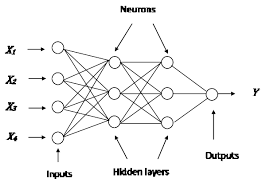 Neurons
X1
X2
X3
X4
Y
Inputs
Hidden layers
Outputs